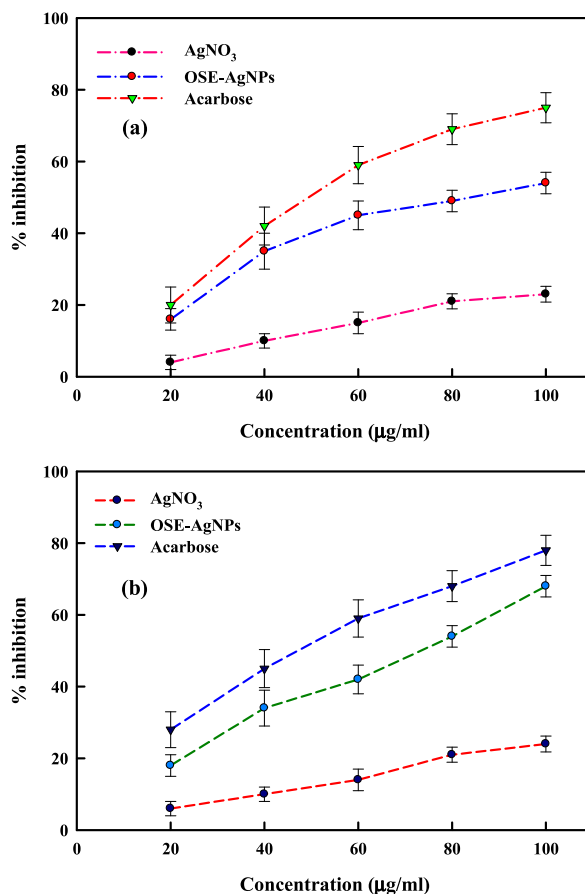 100
80
60
40
20
0
% inhibition
AgNO3
OSE-AgNPs
Acarbose
(a)
0 20 40 60 80 100
Concentration (μg/ml)
100
80
60
40
20
0
% inhibition
AgNO3
OSE-AgNPs
Acarbose
(b)
0 20 40 60 80 100
Concentration (μg/ml)